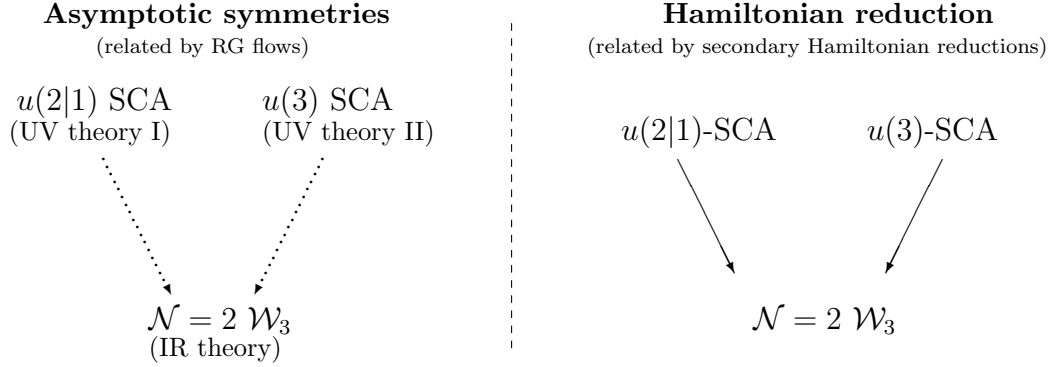 Asymptotic symmetries
(related by RG flows)
u(2|1) SCA
(UV theory I)
u(3) SCA
(UV theory II)
𝒩 = 2 𝒲₃
(IR theory)
Hamiltonian reduction
(related by secondary Hamiltonian reductions)
u(2|1)-SCA
u(3)-SCA
𝒩 = 2 𝒲₃